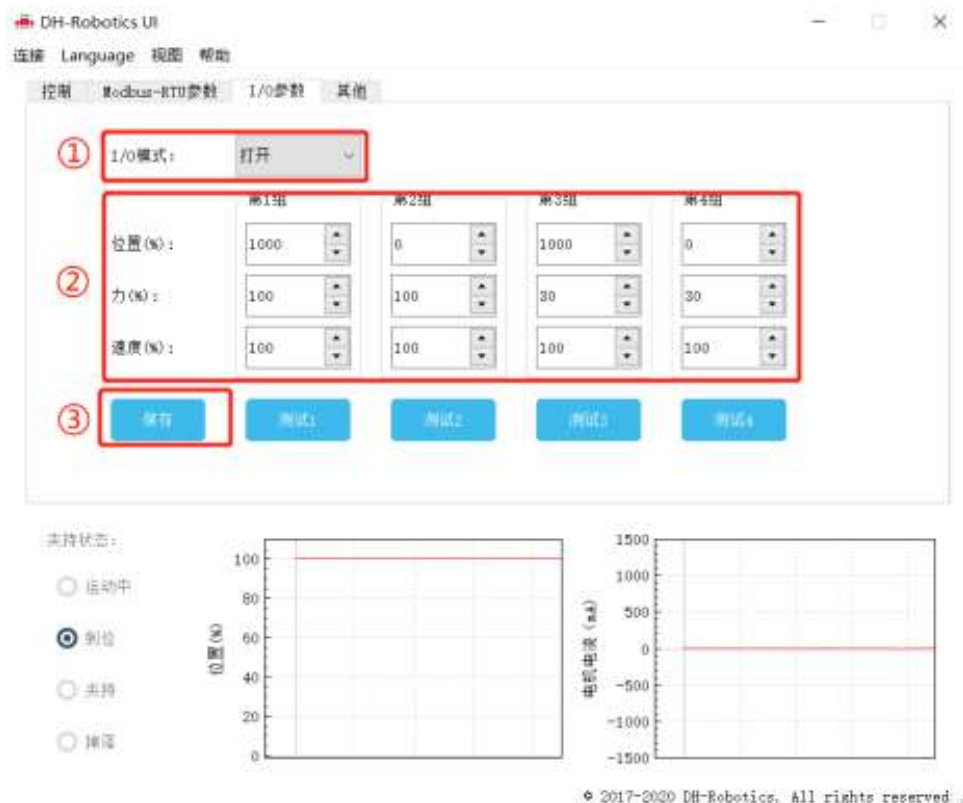 DH-Robotics UI
连接 Language 视图 帮助
控制 Modbus-RTU参数 I/O参数 其他
① I/O模式: 打开
第1组 第2组 第3组 第4组
位置(%): 1000 0 1000 0
② 力(%): 100 100 30 30
速度(%): 100 100 100 100
③ 保存 测试1 测试2 测试3 测试4
夹持状态:
运动中
到位
夹持
掉落
位置(%)
100
80
60
40
20
0
电机电流 (mA)
1500
1000
500
0
-500
-1000
-1500
© 2017-2020 DH-Robotics. All rights reserved.